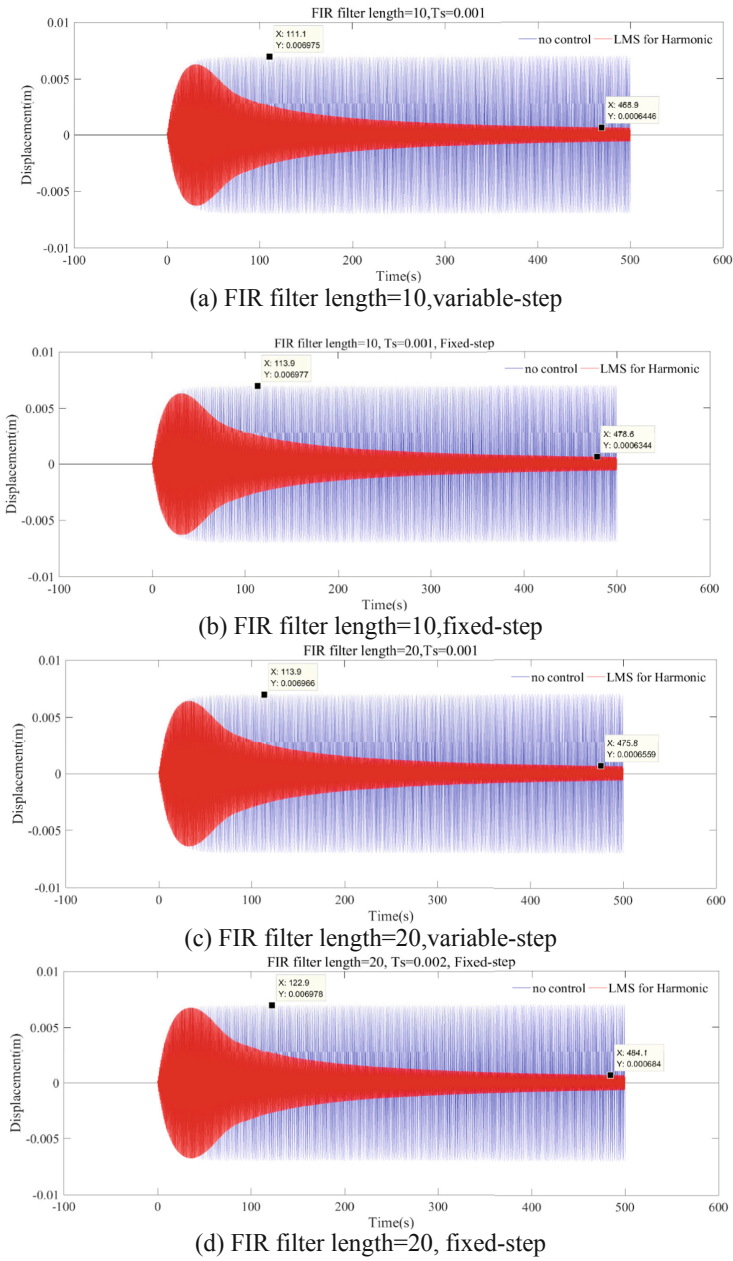 FIR filter length=10,Ts=0.001
0.01
no control
LMS for Harmonic
X: 111.1
Y: 0.006975
0.005
X: 468.9
Y: 0.0006446
Displacement(m)
0
-0.005
-0.01
-100
0
100
200
300
400
500
600
Time(s)
(a) FIR filter length=10,variable-step
FIR filter length=10, Ts=0.001, Fixed-step
0.01
X: 113.9
Y: 0.006977
no control
LMS for Harmonic
0.005
X: 478.6
Y: 0.0006344
Displacement(m)
0
-0.005
-0.01
-100
0
100
200
300
400
500
600
Time(s)
(b) FIR filter length=10,fixed-step
FIR filter length=20,Ts=0.001
0.01
X: 113.9
Y: 0.006966
no control
LMS for Harmonic
0.005
X: 475.8
Y: 0.0006559
Displacement(m)
0
-0.005
-0.01
-100
0
100
200
300
400
500
600
Time(s)
(c) FIR filter length=20,variable-step
FIR filter length=20, Ts=0.002, Fixed-step
0.01
X: 122.9
Y: 0.006978
no control
LMS for Harmonic
0.005
X: 484.1
Y: 0.000684
Displacement(m)
0
-0.005
-0.01
-100
0
100
200
300
400
500
600
Time(s)
(d) FIR filter length=20, fixed-step